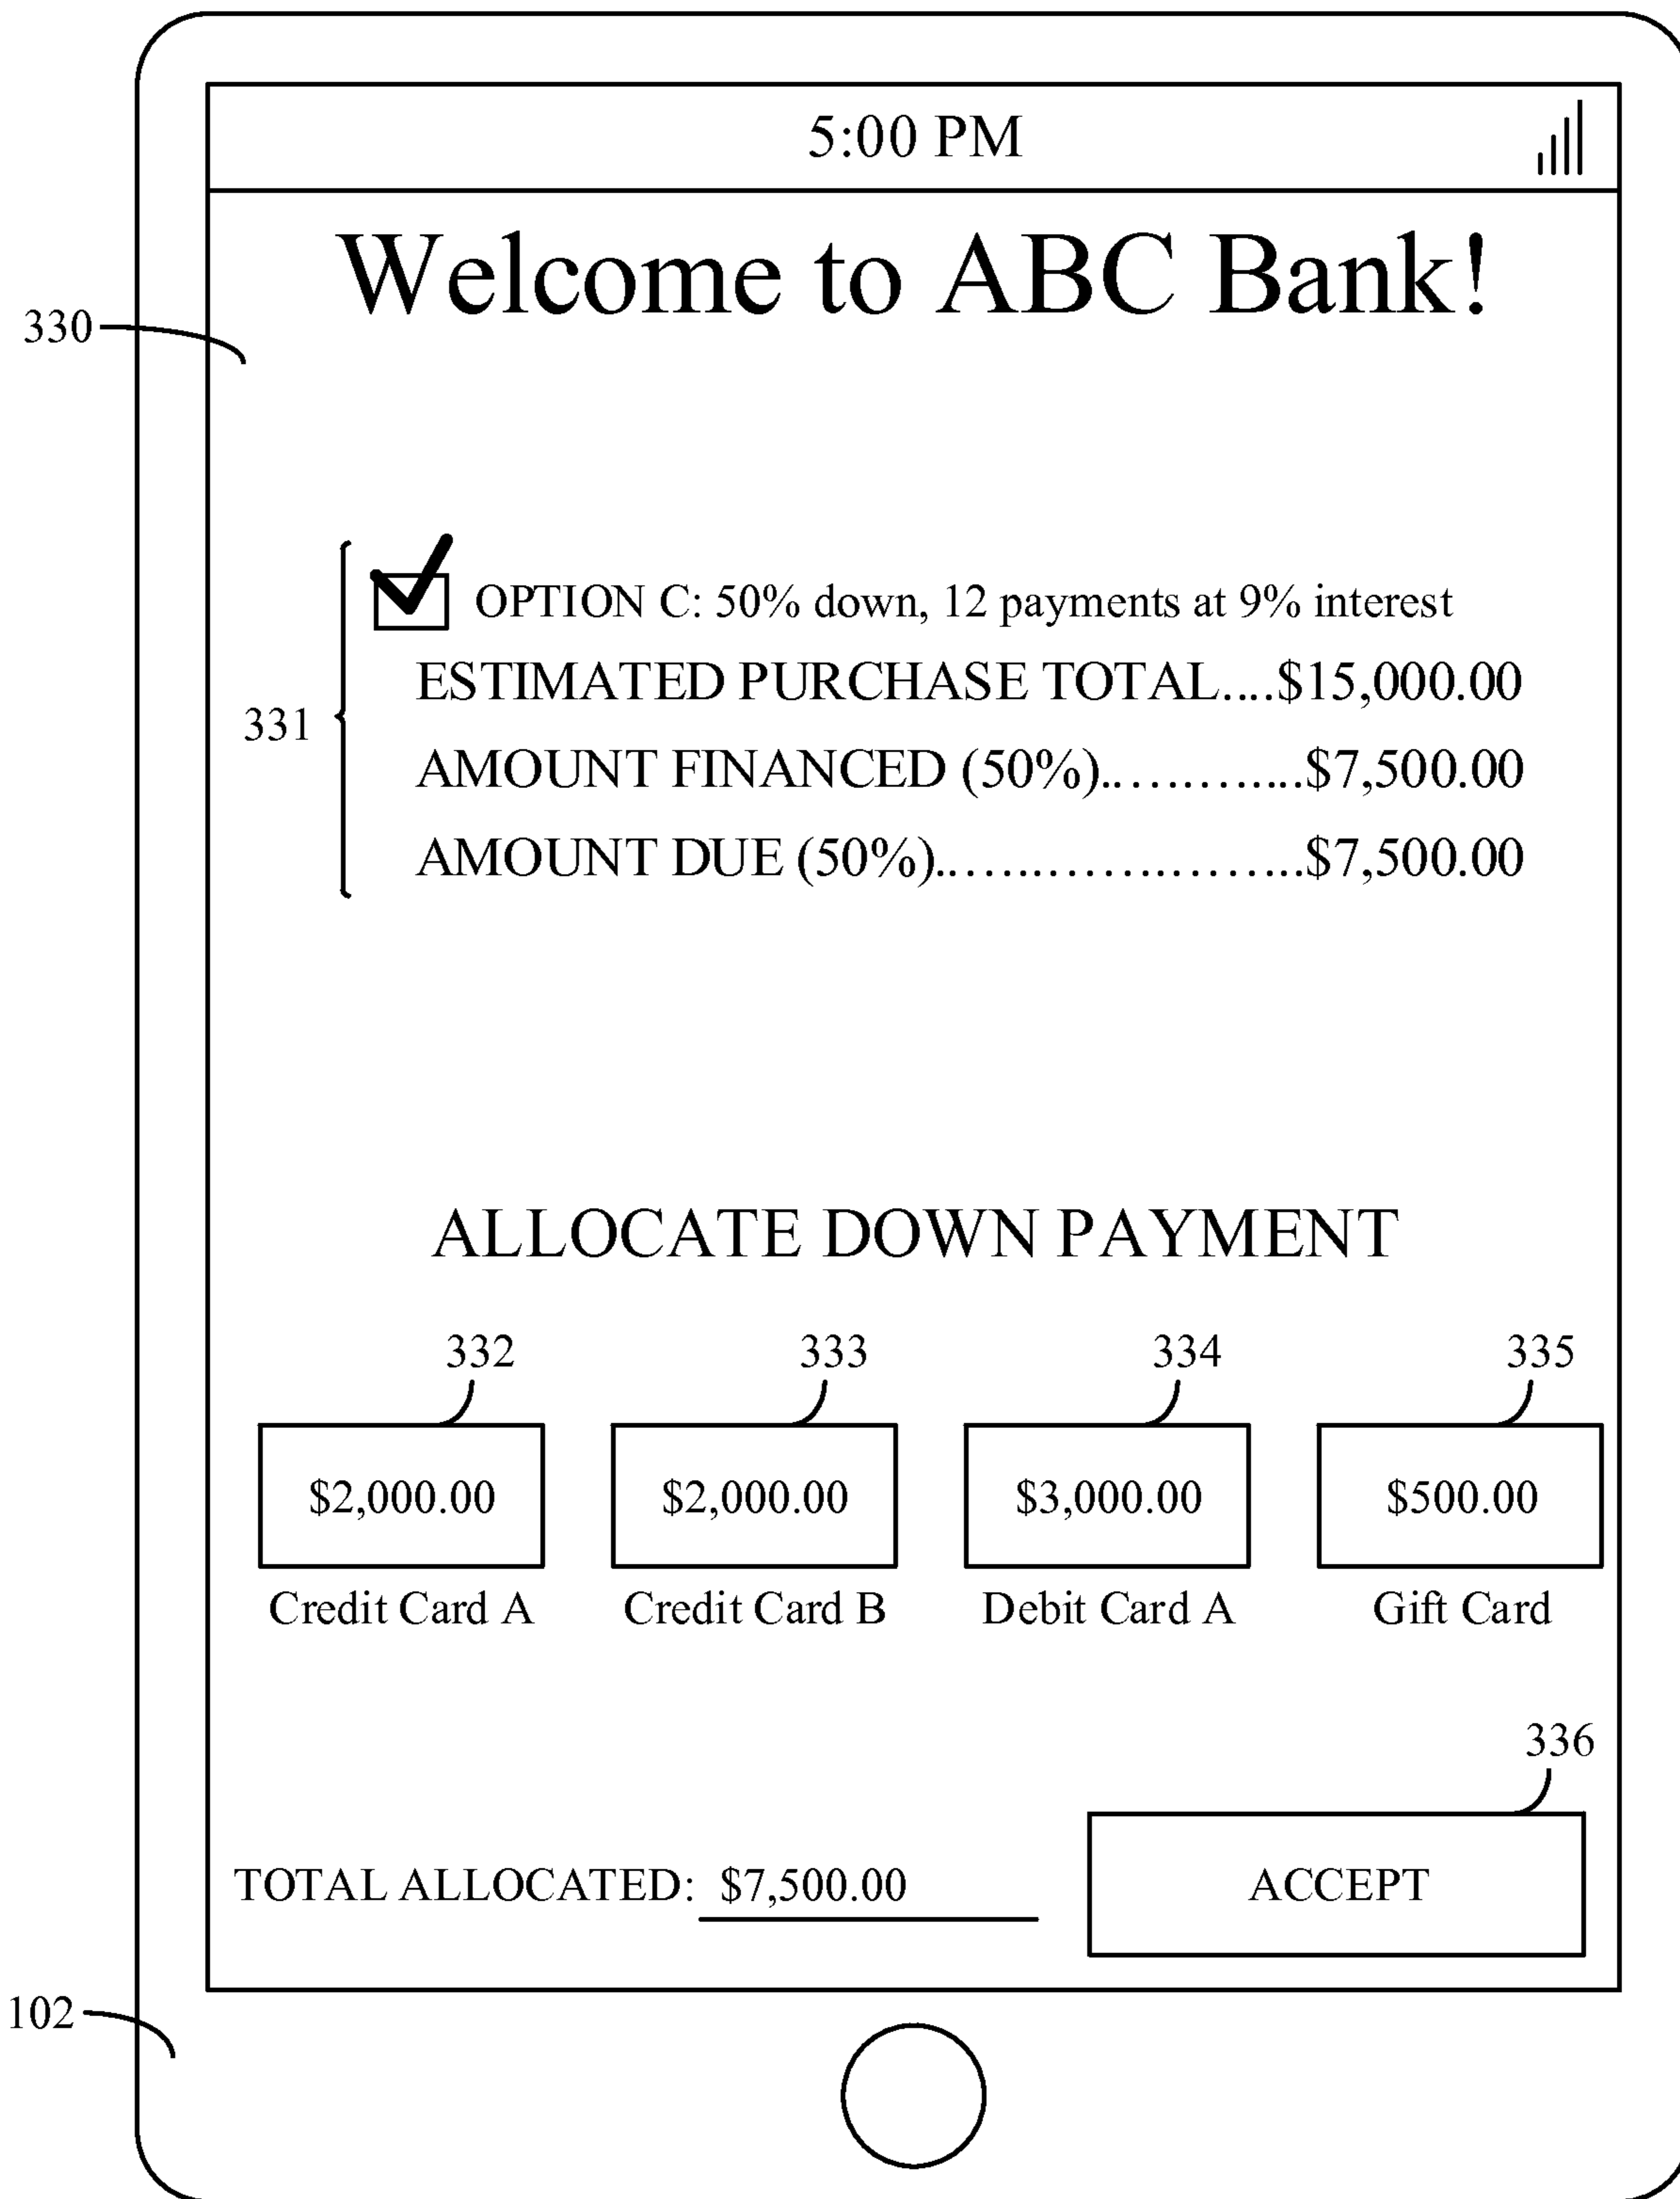 5:00 PM
Welcome to ABC Bank!
330
OPTION C: 50% down, 12 payments at 9% interest
ESTIMATED PURCHASE TOTAL....$15,000.00
331
AMOUNT FINANCED (50%)..............$7,500.00
AMOUNT DUE (50%).........................$7,500.00
ALLOCATE DOWN PAYMENT
332 333 334 335
$2,000.00 $2,000.00 $3,000.00 $500.00
Credit Card A Credit Card B Debit Card A Gift Card
336
TOTAL ALLOCATED: $7,500.00 ACCEPT
102